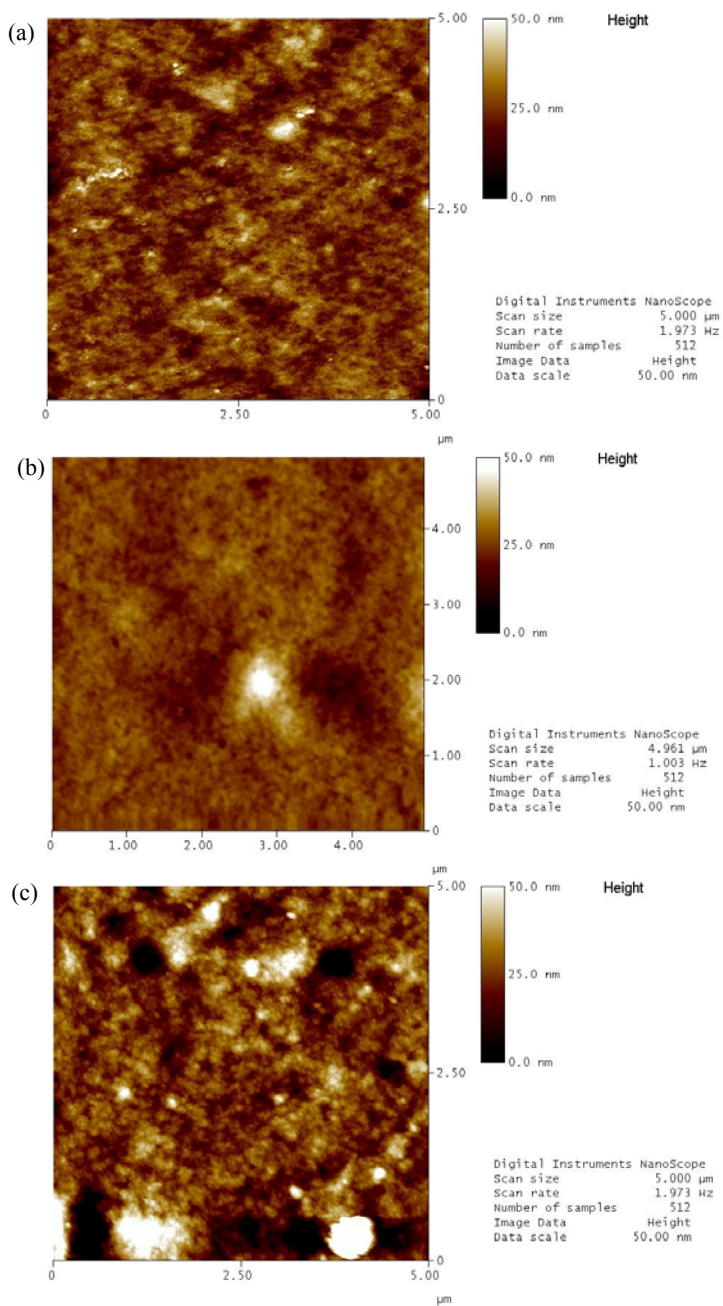 (a)
5.00
2.50
0
0 2.50 5.00
µm
50.0 nm
25.0 nm
0.0 nm
Height
Digital Instruments NanoScope
Scan size 5.000 µm
Scan rate 1.973 Hz
Number of samples 512
Image Data Height
Data scale 50.00 nm
(b)
4.00
3.00
2.00
1.00
0
0 1.00 2.00 3.00 4.00
µm
50.0 nm
25.0 nm
0.0 nm
Height
Digital Instruments NanoScope
Scan size 4.961 µm
Scan rate 1.003 Hz
Number of samples 512
Image Data Height
Data scale 50.00 nm
(c)
5.00
2.50
0
0 2.50 5.00
µm
50.0 nm
25.0 nm
0.0 nm
Height
Digital Instruments NanoScope
Scan size 5.000 µm
Scan rate 1.973 Hz
Number of samples 512
Image Data Height
Data scale 50.00 nm